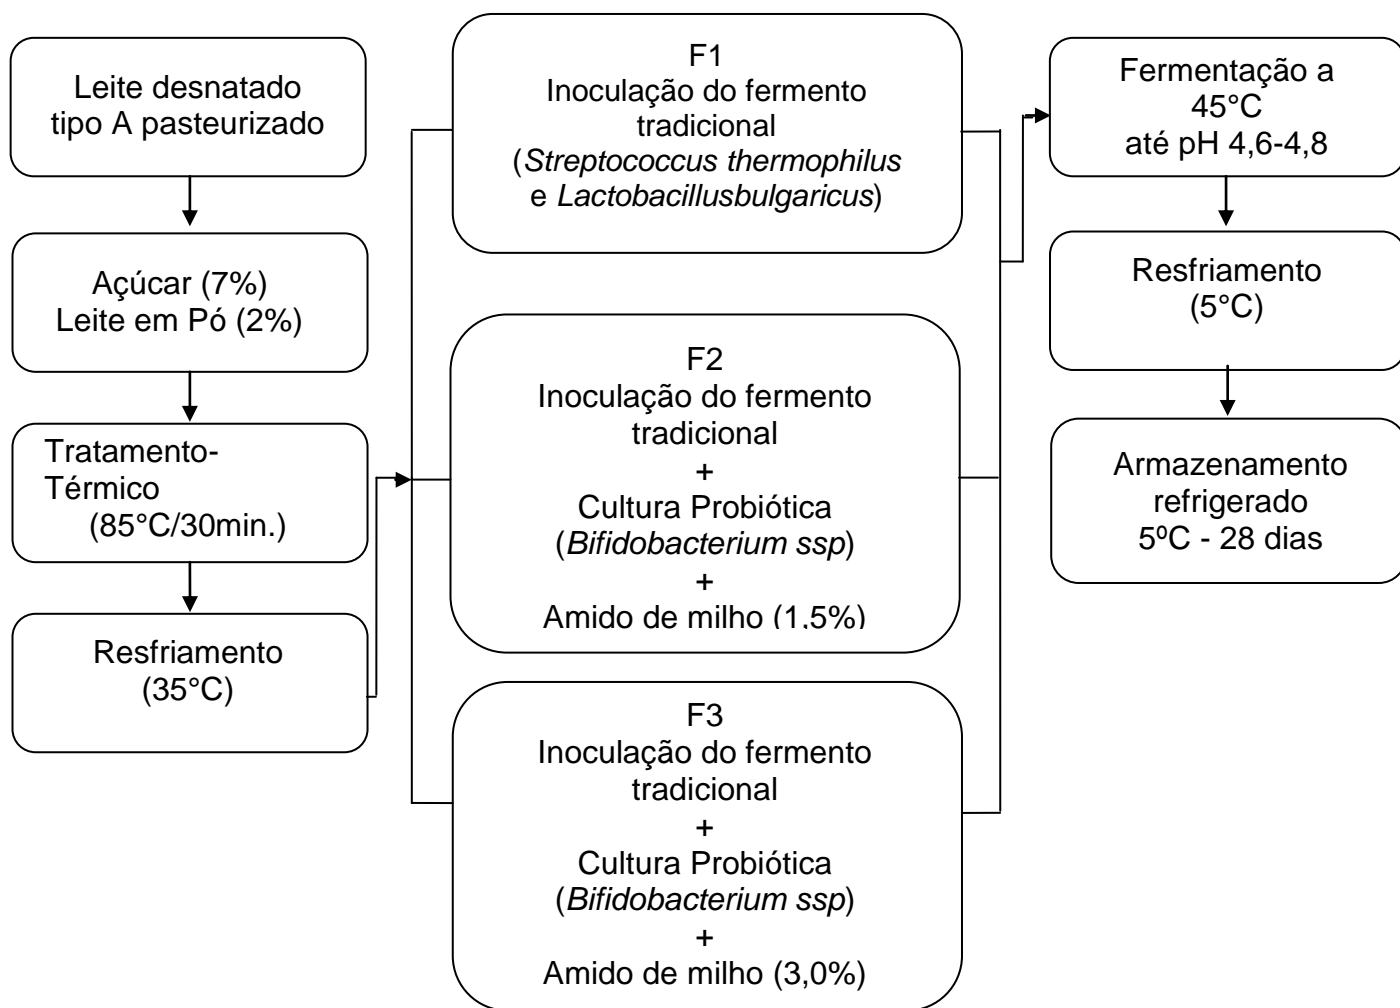 Leite desnatado
tipo A pasteurizado
Açúcar (7%)
Leite em Pó (2%)
Tratamento-
Térmico
(85°C/30min.)
Resfriamento
(35°C)
F1
Inoculação do fermento
tradicional
(Streptococcus thermophilus
e Lactobacillusbulgaricus)
F2
Inoculação do fermento
tradicional
+
Cultura Probiótica
(Bifidobacterium ssp)
+
Amido de milho (1,5%)
F3
Inoculação do fermento
tradicional
+
Cultura Probiótica
(Bifidobacterium ssp)
+
Amido de milho (3,0%)
Fermentação a
45°C
até pH 4,6-4,8
Resfriamento
(5°C)
Armazenamento
refrigerado
5ºC - 28 dias